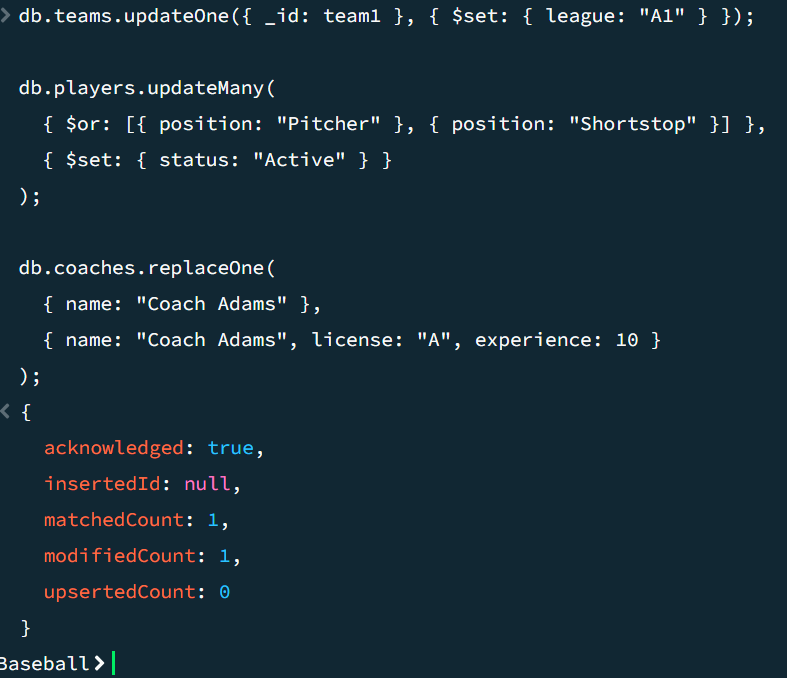 > db.teams.updateOne({ _id: team1 }, { $set: { league: "A1" } });
db.players.updateMany(
{ $or: [{ position: "Pitcher" }, { position: "Shortstop" }] },
{ $set: { status: "Active" } }
);
db.coaches.replaceOne(
{ name: "Coach Adams" },
{ name: "Coach Adams", license: "A", experience: 10 }
);
< {
acknowledged: true,
insertedId: null,
matchedCount: 1,
modifiedCount: 1,
upsertedCount: 0
}
Baseball>